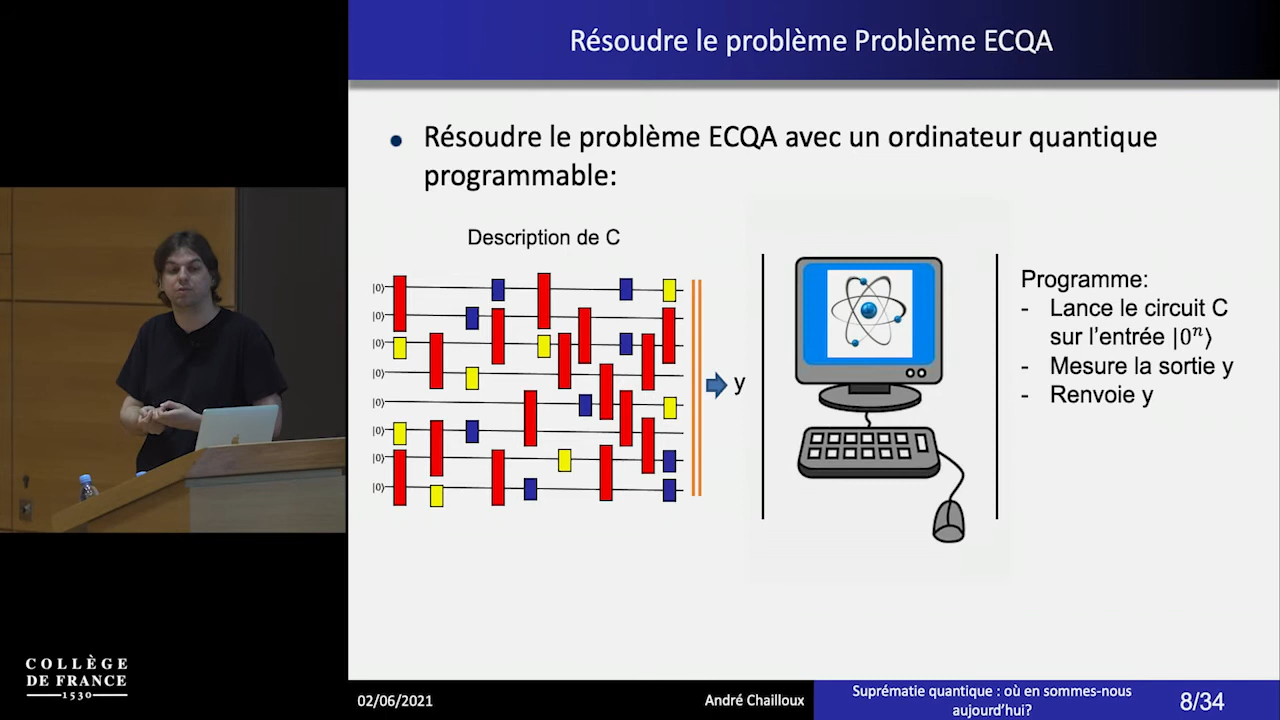 Résoudre le problème Problème ECQA
• Résoudre le problème ECQA avec un ordinateur quantique
programmable:
Description de C
|0⟩
|0⟩
|0⟩
|0⟩
|0⟩
|0⟩
|0⟩
|0⟩
y
Programme:
- Lance le circuit C
sur l'entrée |0ⁿ⟩
- Mesure la sortie y
- Renvoie y
COLLÈGE
DE FRANCE
1530
02/06/2021
André Chailloux
Suprématie quantique : où en sommes-nous
aujourd'hui?
8/34